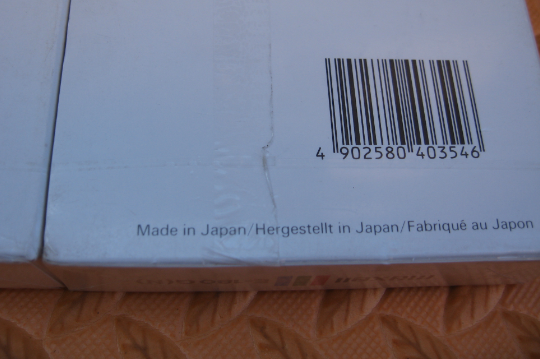 4 902580 403546
Made in Japan/Hergestellt in Japan/Fabriqué au Japon